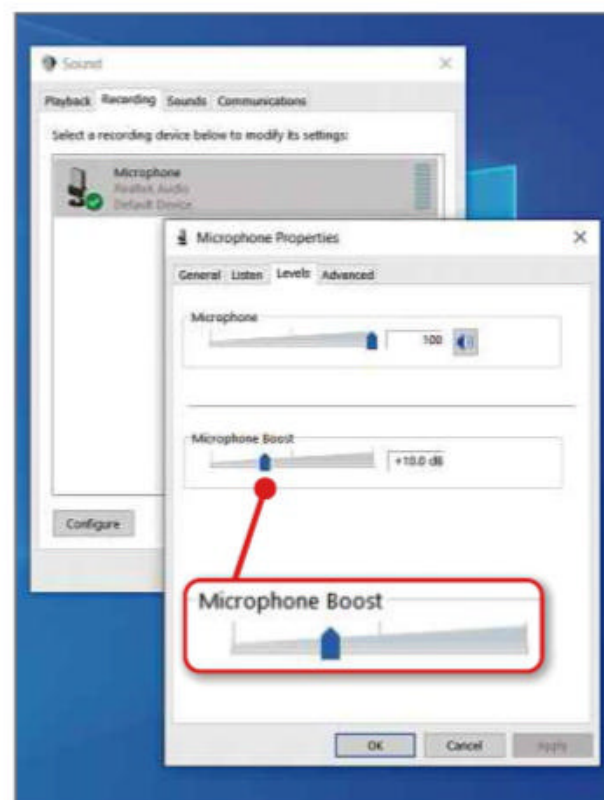 Sound
Playback Recording Sounds Communications
Select a recording device below to modify its settings:
Microphone
Realtek Audio
Default Device
Microphone Properties
General Listen Levels Advanced
Microphone
100
Microphone Boost
+10.0 dB
Configure
Microphone Boost
OK Cancel Apply